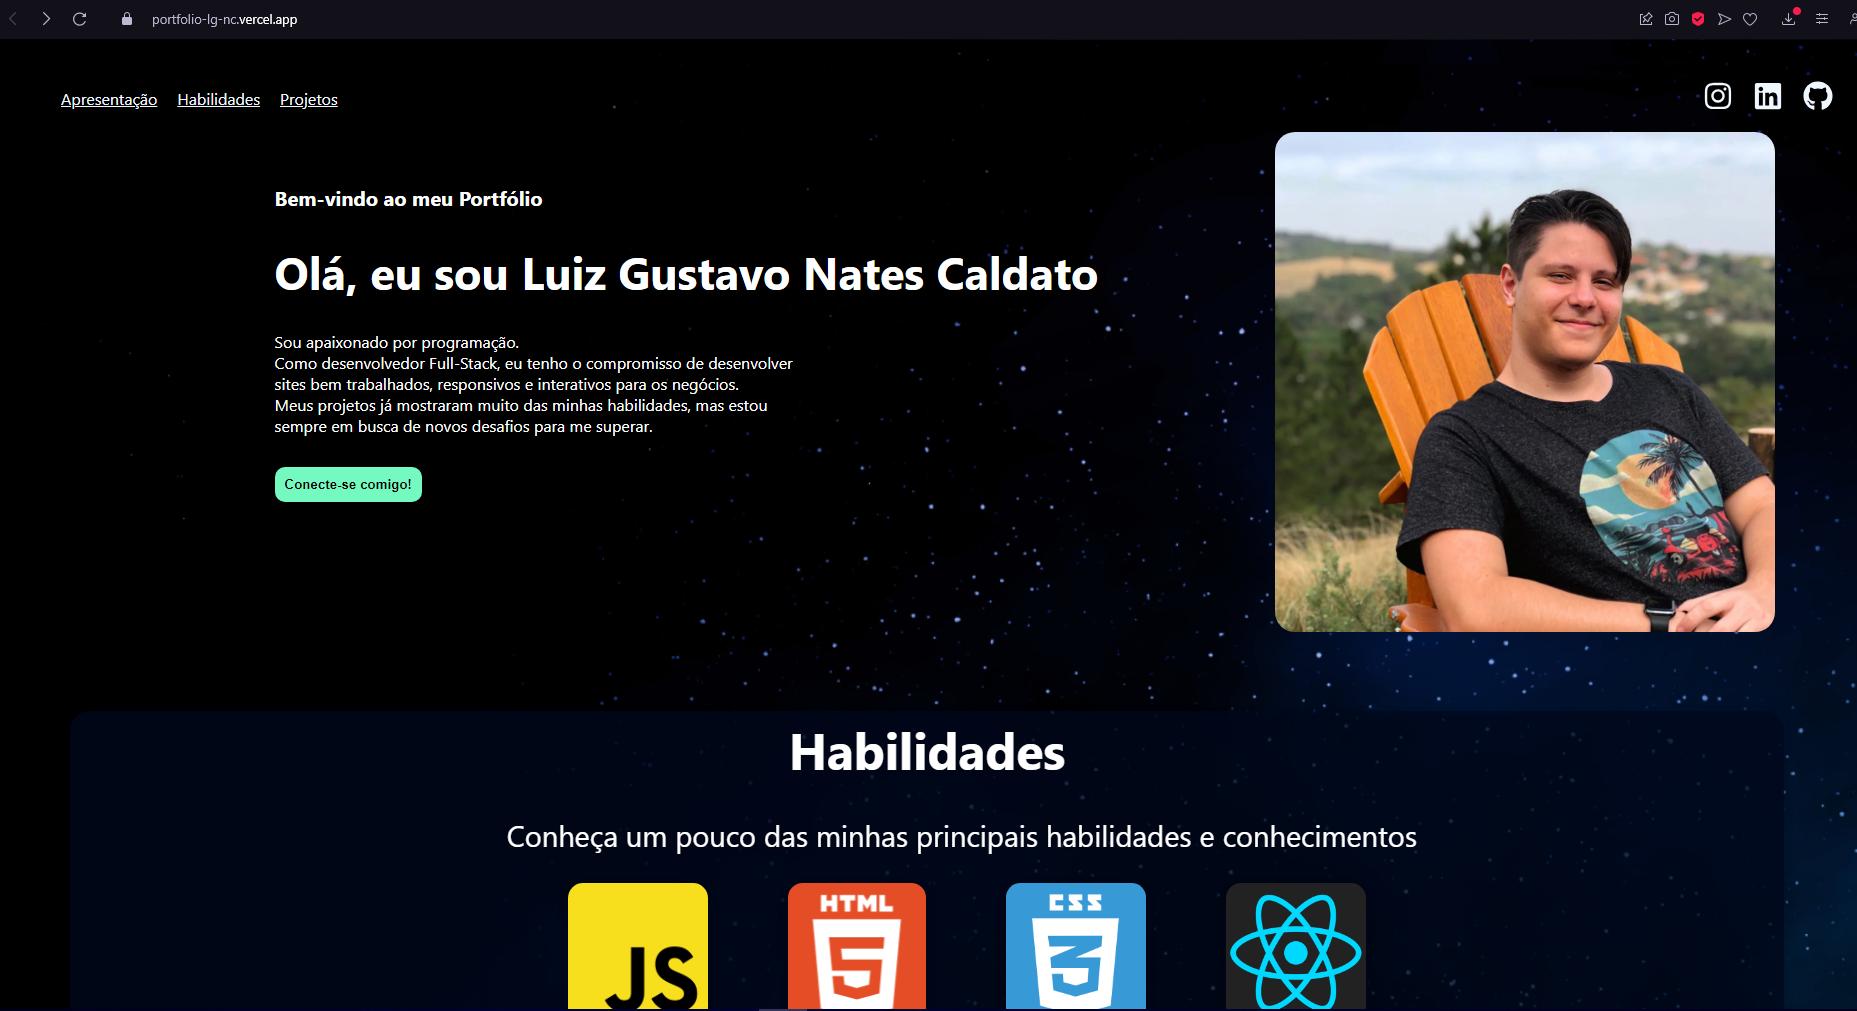 portfolio-lg-nc.vercel.app
Apresentação Habilidades Projetos
Bem-vindo ao meu Portfólio
Olá, eu sou Luiz Gustavo Nates Caldato
Sou apaixonado por programação.
Como desenvolvedor Full-Stack, eu tenho o compromisso de desenvolver
sites bem trabalhados, responsivos e interativos para os negócios.
Meus projetos já mostraram muito das minhas habilidades, mas estou
sempre em busca de novos desafios para me superar.
Conecte-se comigo!
Habilidades
Conheça um pouco das minhas principais habilidades e conhecimentos
JS
HTML
5
CSS
3